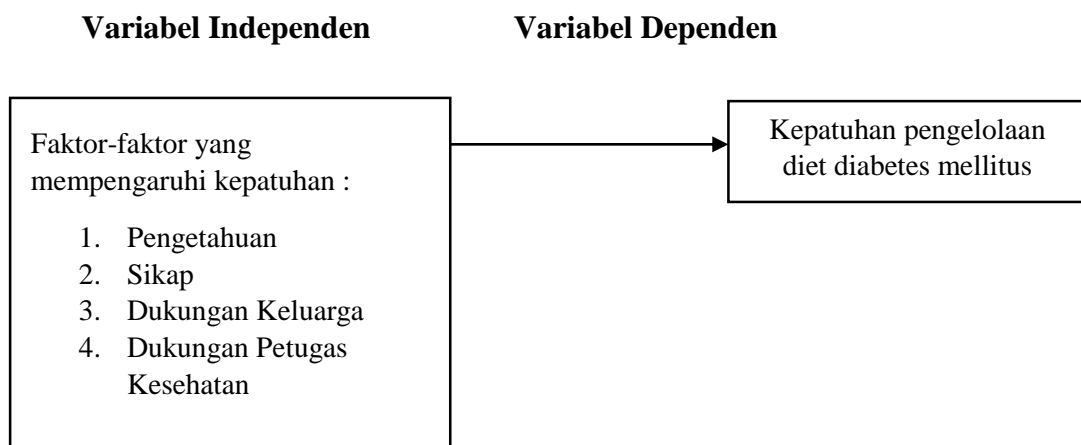 Variabel Independen
Variabel Dependen
Faktor-faktor yang
mempengaruhi kepatuhan :
1. Pengetahuan
2. Sikap
3. Dukungan Keluarga
4. Dukungan Petugas
Kesehatan
Kepatuhan pengelolaan
diet diabetes mellitus